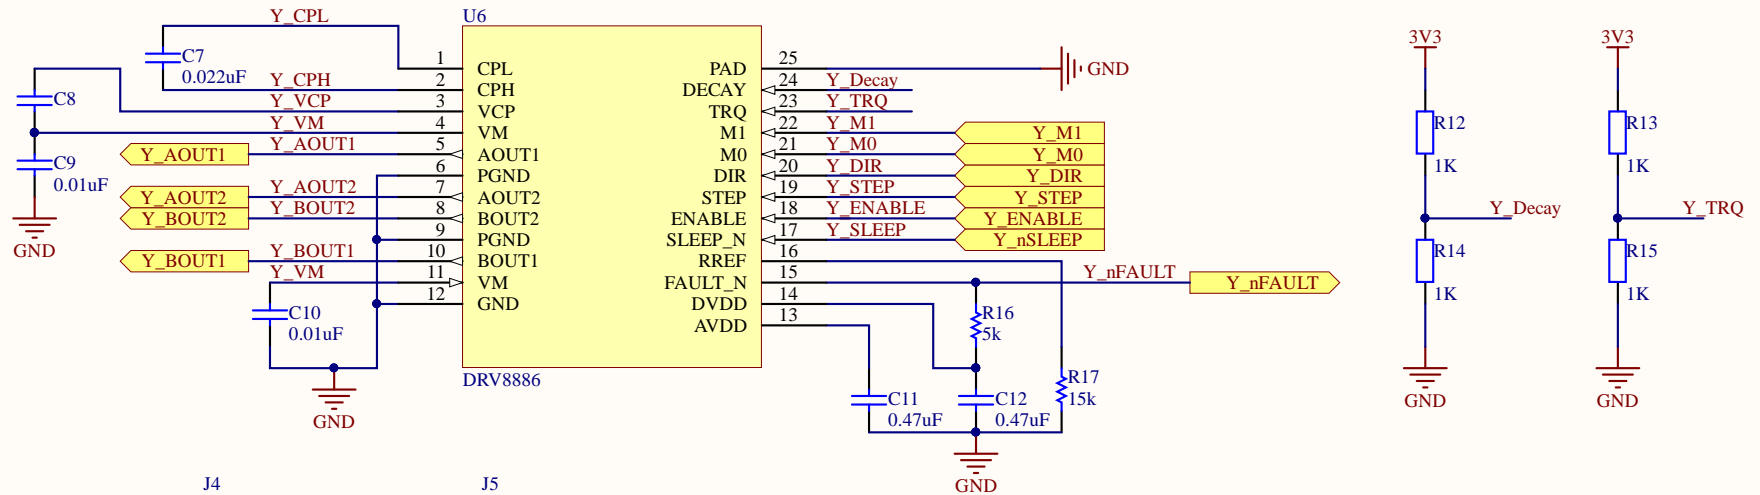 Y_CPL
U6
C7
0.022uF
Y_CPH
C8
Y_VCP
Y_VM
Y_AOUT1
Y_AOUT1
C9
0.01uF
Y_AOUT2
Y_AOUT2
Y_BOUT2
Y_BOUT2
GND
Y_BOUT1
Y_BOUT1
Y_VM
C10
0.01uF
GND
1 CPL
2 CPH
3 VCP
4 VM
5 AOUT1
6 PGND
7 AOUT2
8 BOUT2
9 PGND
10 BOUT1
11 VM
12 GND
DRV8886
PAD 25
DECAY 24
TRQ 23
M1 22
M0 21
DIR 20
STEP 19
ENABLE 18
SLEEP_N 17
RREF 16
FAULT_N 15
DVDD 14
AVDD 13
GND
Y_Decay
Y_TRQ
Y_M1 Y_M1
Y_M0 Y_M0
Y_DIR Y_DIR
Y_STEP Y_STEP
Y_ENABLE Y_ENABLE
Y_SLEEP Y_nSLEEP
Y_nFAULT Y_nFAULT
R16
5k
R17
15k
C11
0.47uF
C12
0.47uF
GND
3V3
R12
1K
Y_Decay
R14
1K
GND
3V3
R13
1K
Y_TRQ
R15
1K
GND
J4
J5